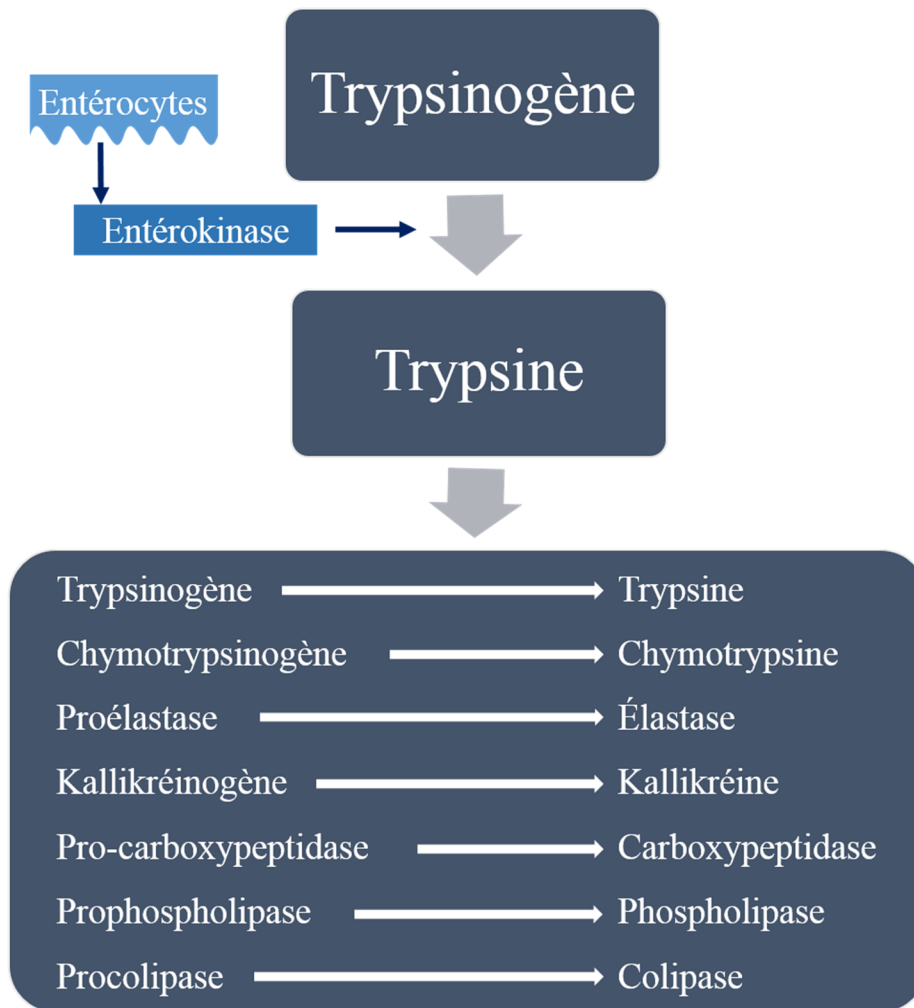 Trypsinogène
Entérocytes
Entérokinase
Trypsine
Trypsinogène Trypsine
Chymotrypsinogène Chymotrypsine
Proélastase Élastase
Kallikréinogène Kallikréine
Pro-carboxypeptidase Carboxypeptidase
Prophospholipase Phospholipase
Procolipase Colipase